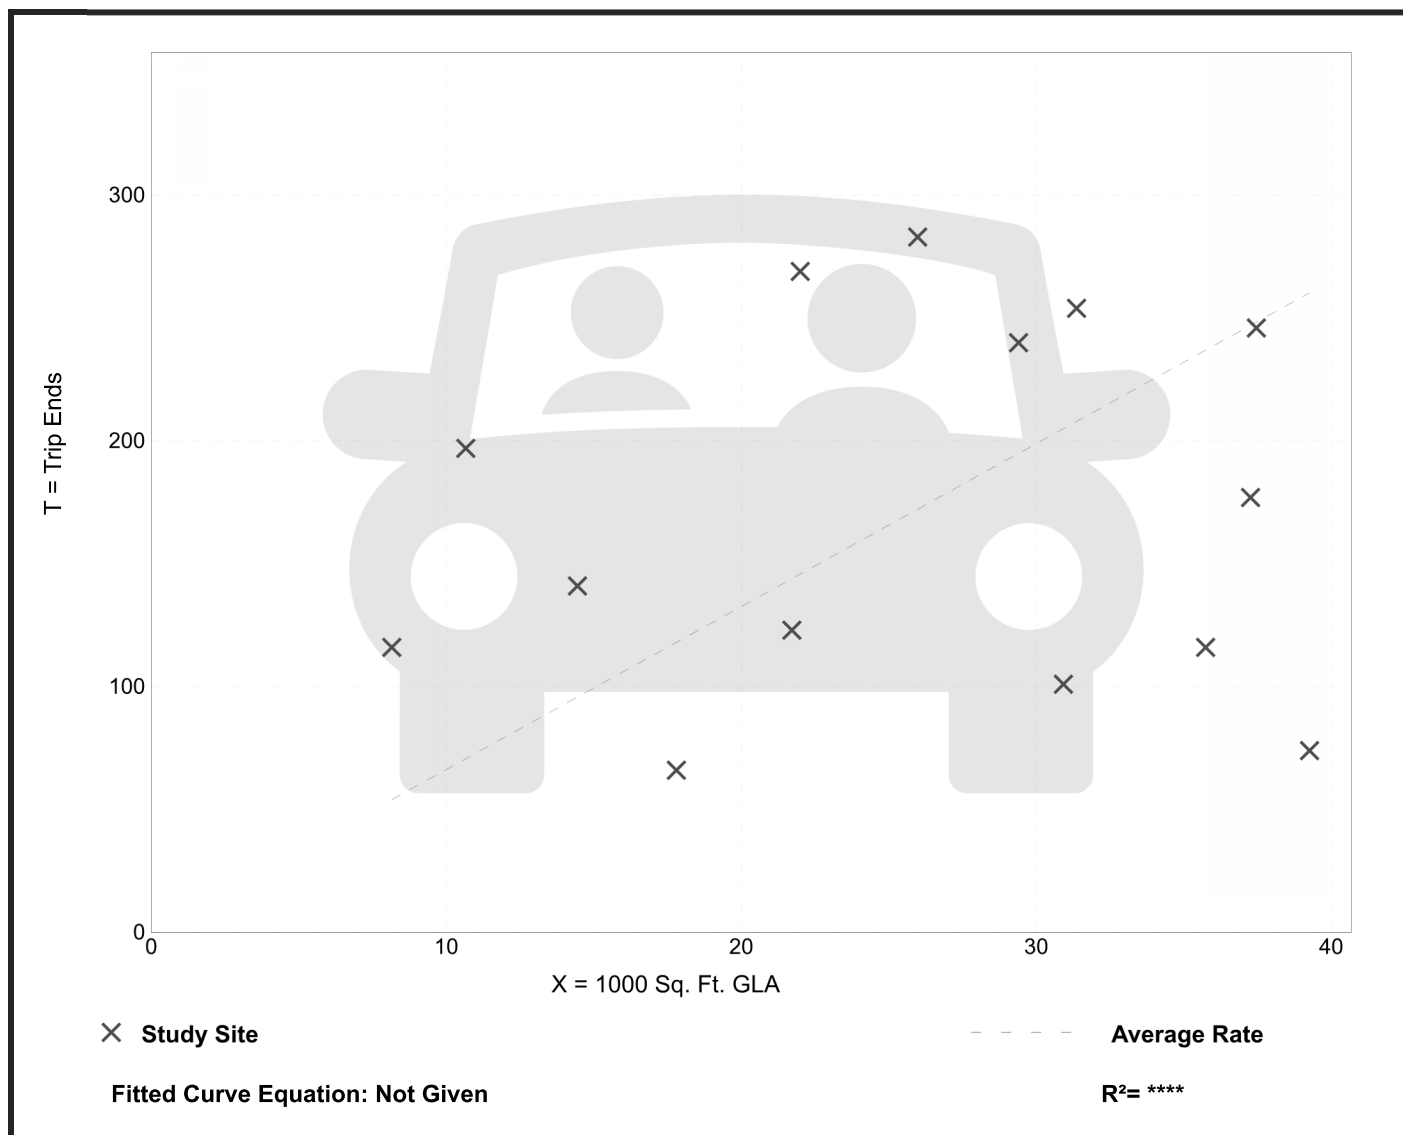 300
200
100
0
T = Trip Ends
0 10 20 30 40
X = 1000 Sq. Ft. GLA
Study Site Average Rate
Fitted Curve Equation: Not Given R²= ****